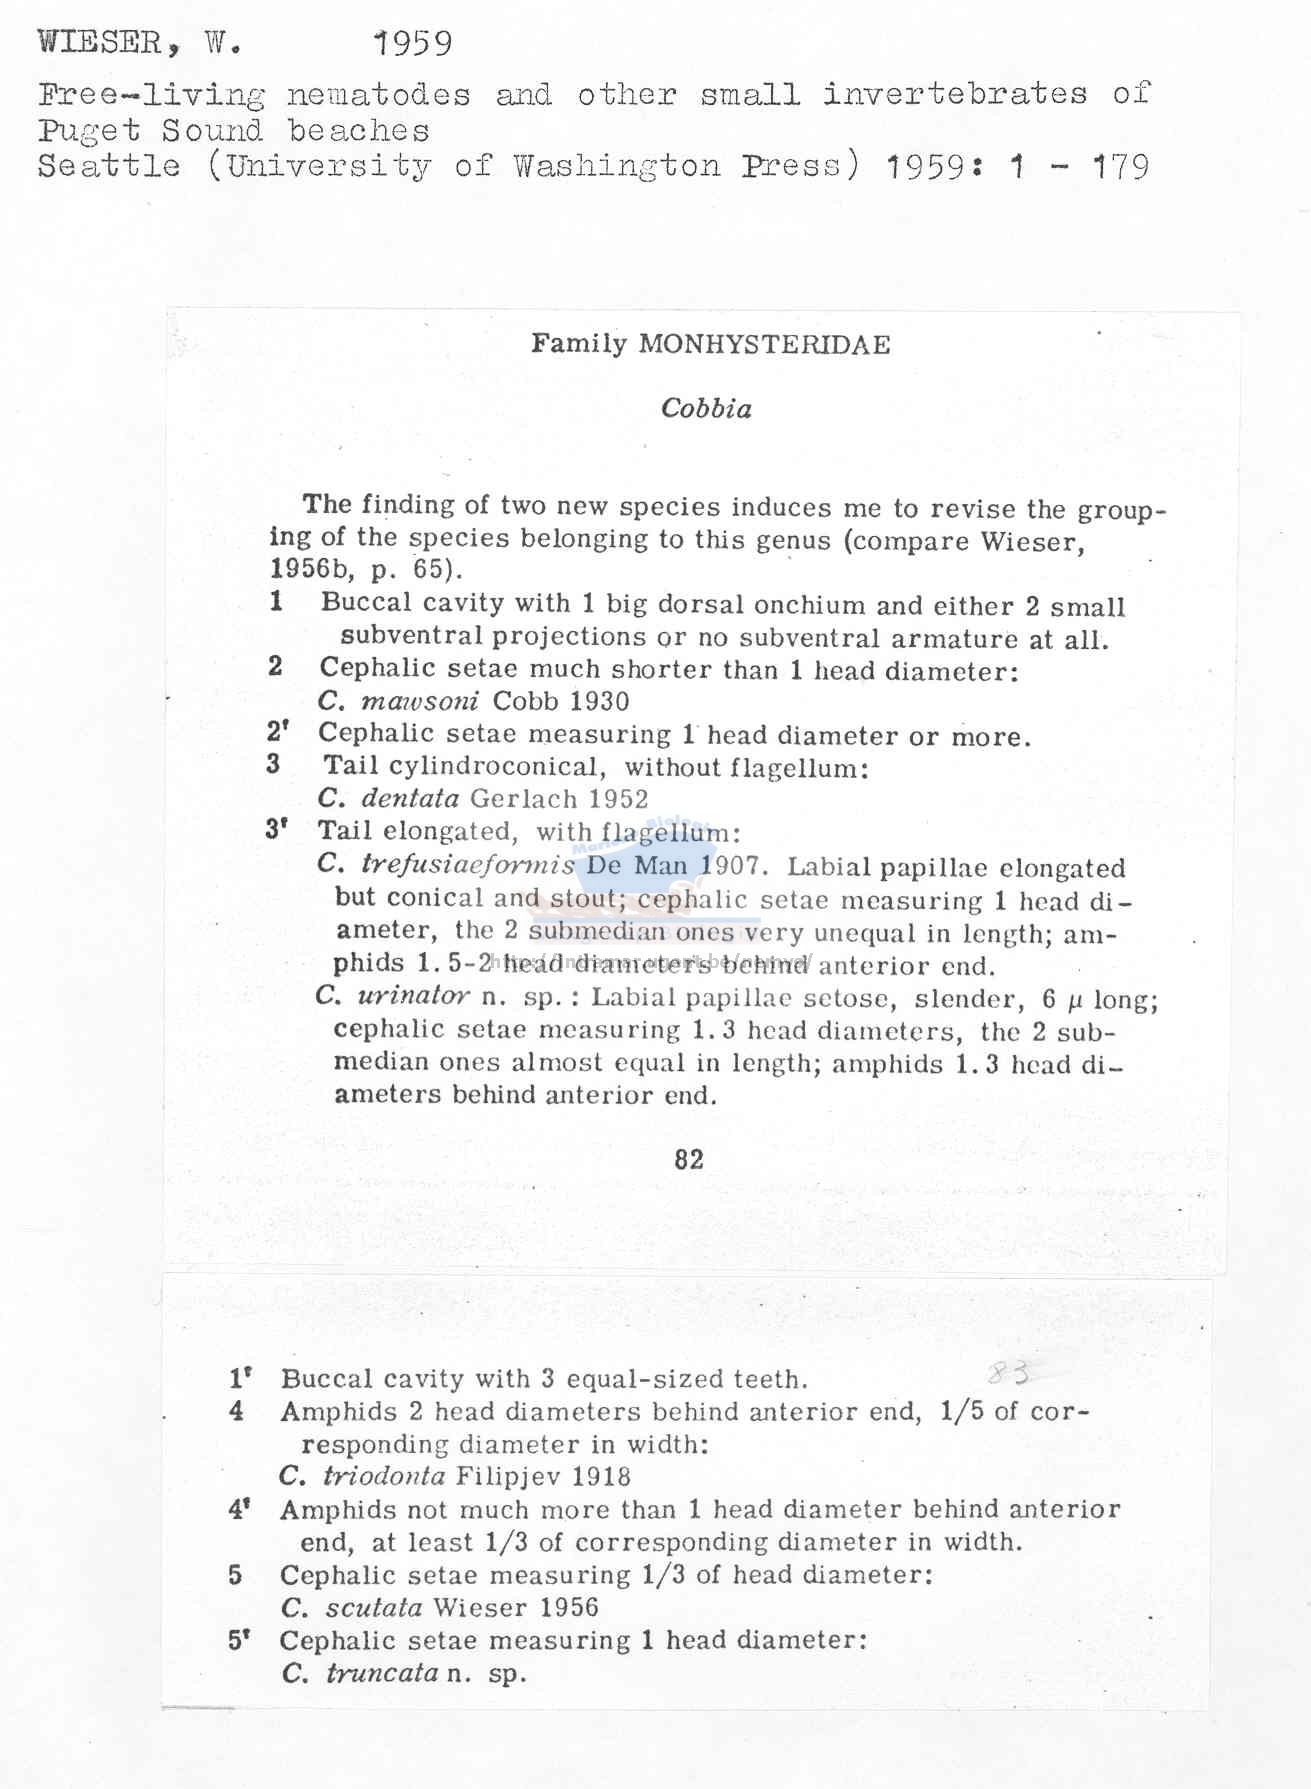 WIESER, W. 1959
Free-living nematodes and other small invertebrates of
Puget Sound beaches
Seattle (University of Washington Press) 1959: 1 - 179
Family MONHYSTERIDAE
Cobbia
The finding of two new species induces me to revise the group-
ing of the species belonging to this genus (compare Wieser,
1956b, p. 65).
1 Buccal cavity with 1 big dorsal onchium and either 2 small
subventral projections or no subventral armature at all.
2 Cephalic setae much shorter than 1 head diameter:
C. mawsoni Cobb 1930
2' Cephalic setae measuring 1 head diameter or more.
3 Tail cylindroconical, without flagellum:
C. dentata Gerlach 1952
3' Tail elongated, with flagellum:
C. trefusiaeformis De Man 1907. Labial papillae elongated
but conical and stout; cephalic setae measuring 1 head di-
ameter, the 2 submedian ones very unequal in length; am-
phids 1.5-2 head diameters behind anterior end.
C. urinator n. sp. : Labial papillae setose, slender, 6 µ long;
cephalic setae measuring 1.3 head diameters, the 2 sub-
median ones almost equal in length; amphids 1.3 head di-
ameters behind anterior end.
82
1' Buccal cavity with 3 equal-sized teeth. 83
4 Amphids 2 head diameters behind anterior end, 1/5 of cor-
responding diameter in width:
C. triodonta Filipjev 1918
4' Amphids not much more than 1 head diameter behind anterior
end, at least 1/3 of corresponding diameter in width.
5 Cephalic setae measuring 1/3 of head diameter:
C. scutata Wieser 1956
5' Cephalic setae measuring 1 head diameter:
C. truncata n. sp.